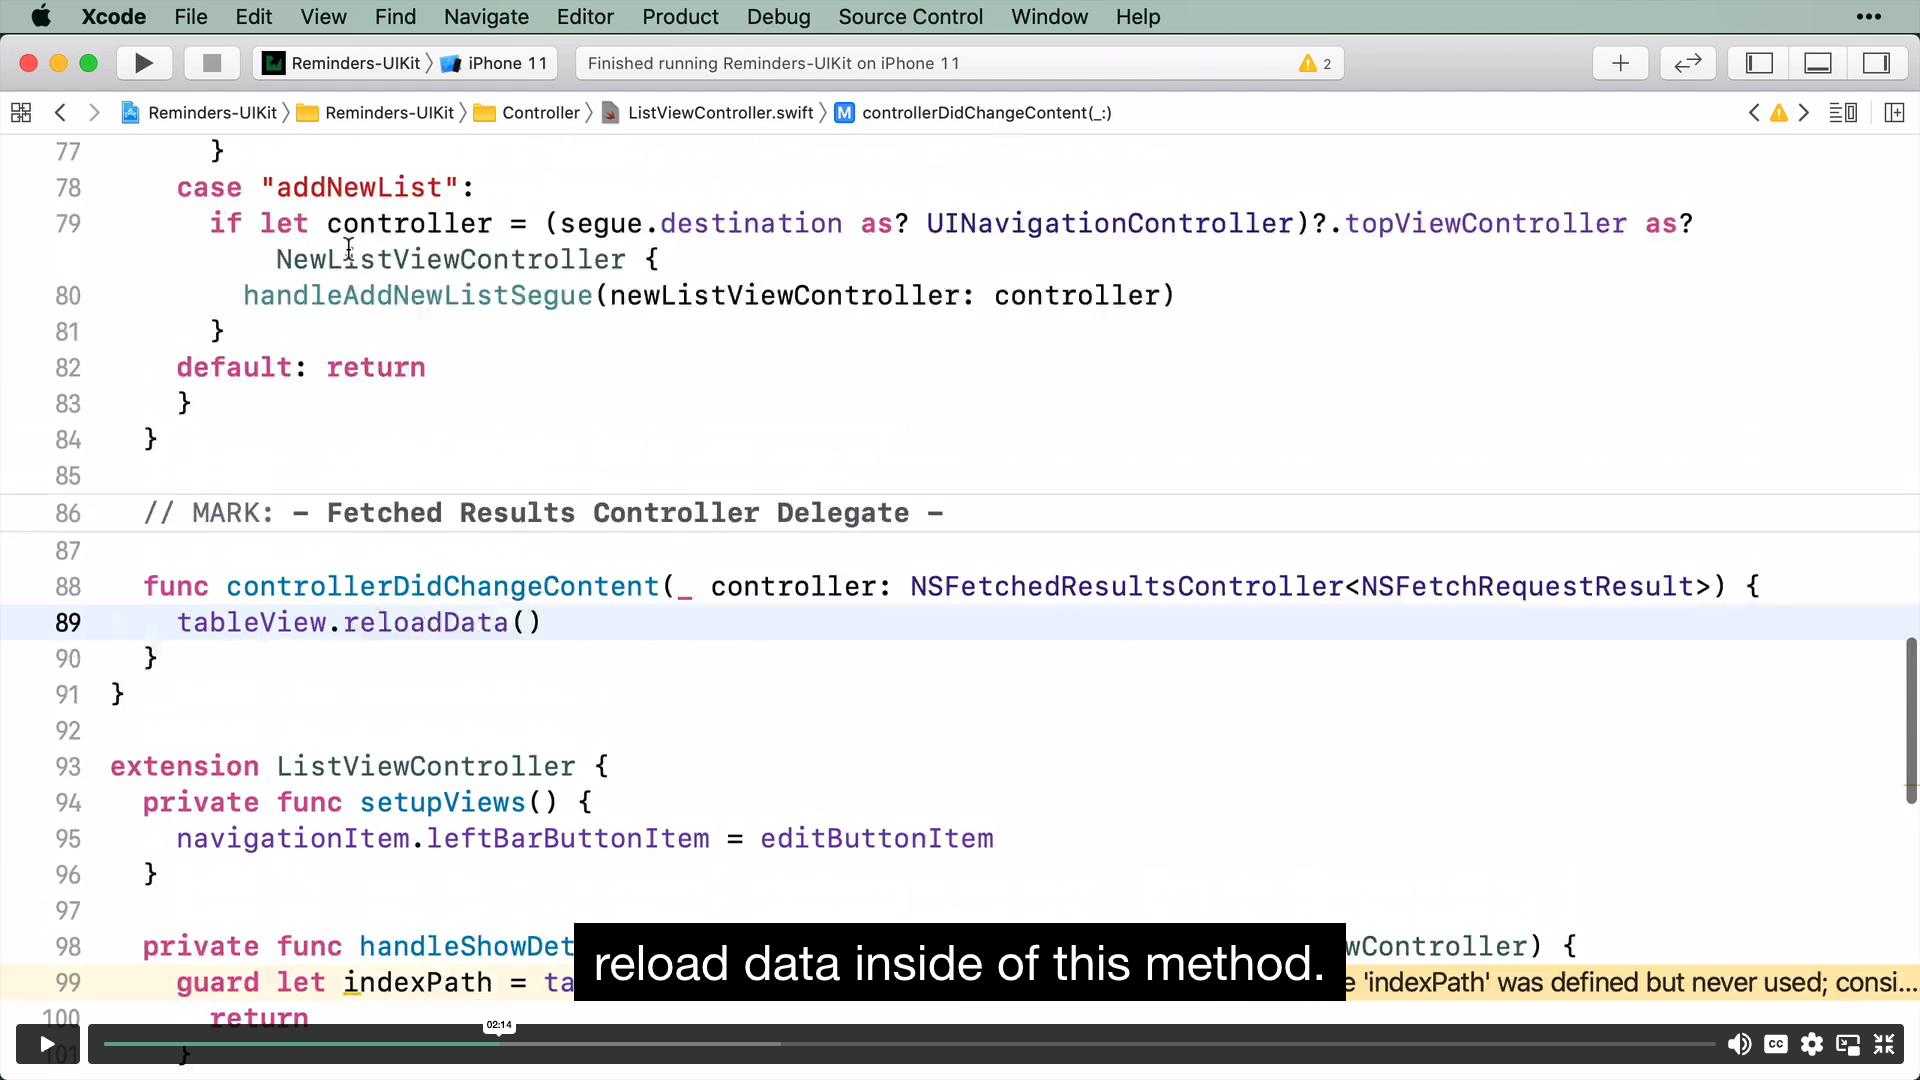 Xcode File Edit View Find Navigate Editor Product Debug Source Control Window Help
Reminders-UIKit iPhone 11 Finished running Reminders-UIKit on iPhone 11 2
Reminders-UIKit Reminders-UIKit Controller ListViewController.swift M controllerDidChangeContent(_:)
77 }
78 case "addNewList":
79 if let controller = (segue.destination as? UINavigationController)?.topViewController as?
NewListViewController {
80 handleAddNewListSegue(newListViewController: controller)
81 }
82 default: return
83 }
84 }
85
86 // MARK: - Fetched Results Controller Delegate -
87
88 func controllerDidChangeContent(_ controller: NSFetchedResultsController<NSFetchRequestResult>) {
89 tableView.reloadData()
90 }
91 }
92
93 extension ListViewController {
94 private func setupViews() {
95 navigationItem.leftBarButtonItem = editButtonItem
96 }
97
98 private func handleShowDet wController) {
reload data inside of this method.
99 guard let indexPath = ta e 'indexPath' was defined but never used; consi...
100 return
02:14
101 }
CC